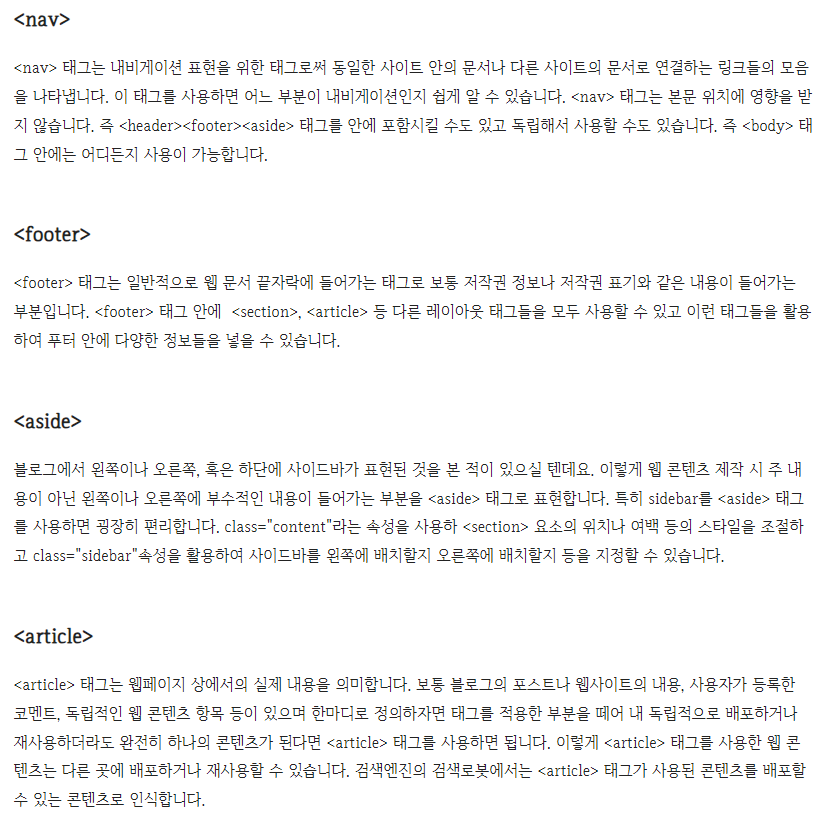 <nav>
<nav> 태그는 내비게이션 표현을 위한 태그로써 동일한 사이트 안의 문서나 다른 사이트의 문서로 연결하는 링크들의 모음
을 나타냅니다. 이 태그를 사용하면 어느 부분이 내비게이션인지 쉽게 알 수 있습니다. <nav> 태그는 본문 위치에 영향을 받
지 않습니다. 즉 <header><footer><aside> 태그를 안에 포함시킬 수도 있고 독립해서 사용할 수도 있습니다. 즉 <body> 태
그 안에는 어디든지 사용이 가능합니다.
<footer>
<footer> 태그는 일반적으로 웹 문서 끝자락에 들어가는 태그로 보통 저작권 정보나 저작권 표기와 같은 내용이 들어가는
부분입니다. <footer> 태그 안에  <section>, <article> 등 다른 레이아웃 태그들을 모두 사용할 수 있고 이런 태그들을 활용
하여 푸터 안에 다양한 정보들을 넣을 수 있습니다.
<aside>
블로그에서 왼쪽이나 오른쪽, 혹은 하단에 사이드바가 표현된 것을 본 적이 있으실 텐데요. 이렇게 웹 콘텐츠 제작 시 주 내
용이 아닌 왼쪽이나 오른쪽에 부수적인 내용이 들어가는 부분을 <aside> 태그로 표현합니다. 특히 sidebar를 <aside> 태그
를 사용하면 굉장히 편리합니다. class="content"라는 속성을 사용하 <section> 요소의 위치나 여백 등의 스타일을 조절하
고 class="sidebar"속성을 활용하여 사이드바를 왼쪽에 배치할지 오른쪽에 배치할지 등을 지정할 수 있습니다.
<article>
<article> 태그는 웹페이지 상에서의 실제 내용을 의미합니다. 보통 블로그의 포스트나 웹사이트의 내용, 사용자가 등록한
코멘트, 독립적인 웹 콘텐츠 항목 등이 있으며 한마디로 정의하자면 태그를 적용한 부분을 떼어 내 독립적으로 배포하거나
재사용하더라도 완전히 하나의 콘텐츠가 된다면 <article> 태그를 사용하면 됩니다. 이렇게 <article> 태그를 사용한 웹 콘
텐츠는 다른 곳에 배포하거나 재사용할 수 있습니다. 검색엔진의 검색로봇에서는 <article> 태그가 사용된 콘텐츠를 배포할
수 있는 콘텐츠로 인식합니다.